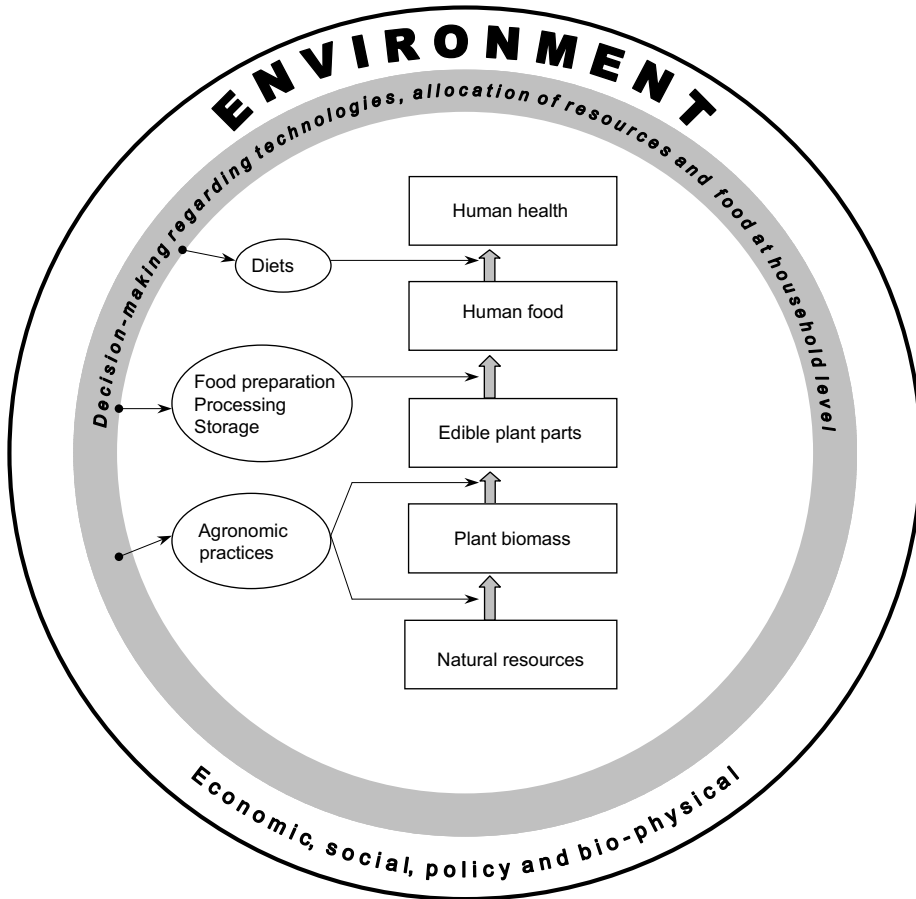 ENVIRONMENT
Decision-making regarding technologies, allocation of resources and food at household level
Human health
Diets
Human food
Food preparation
Processing
Storage
Edible plant parts
Agronomic
practices
Plant biomass
Natural resources
Economic, social, policy and bio-physical